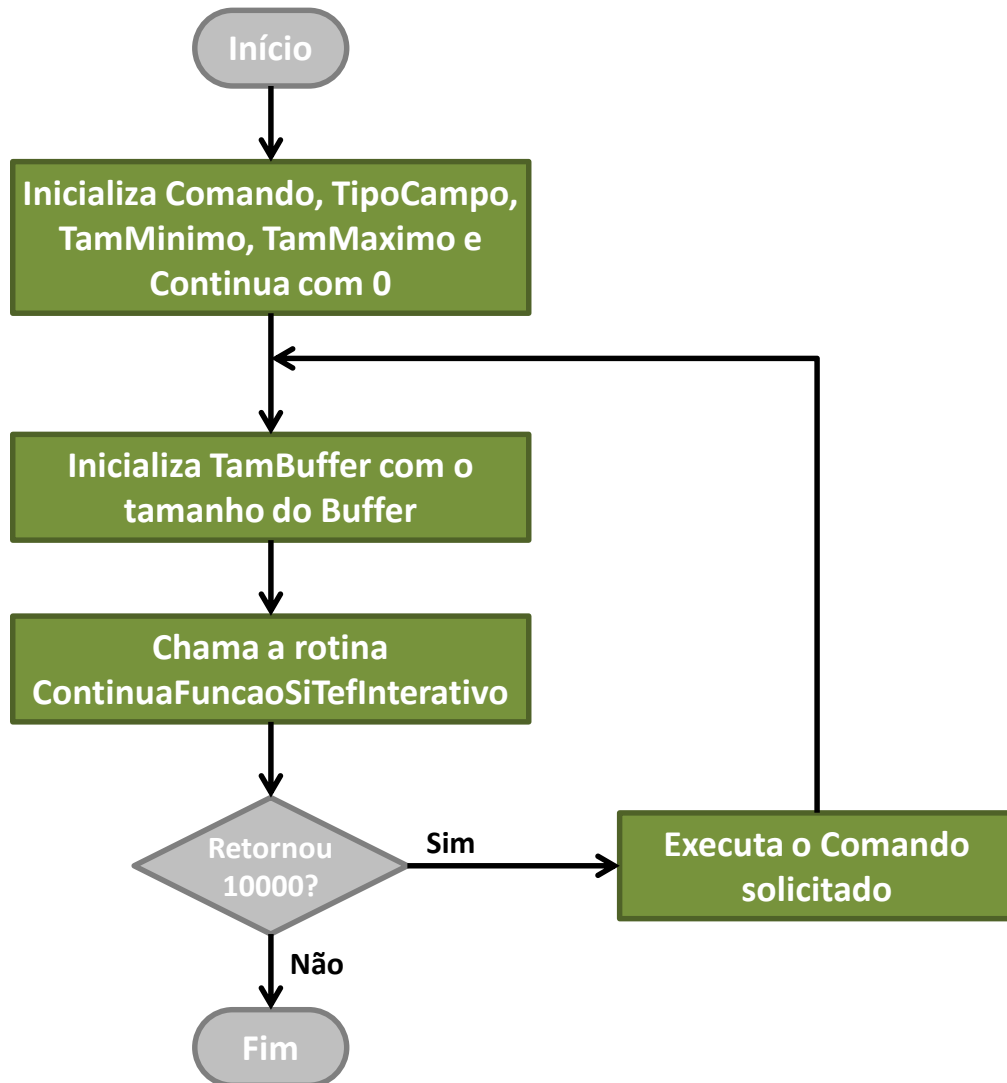 Início
Inicializa Comando, TipoCampo,
TamMinimo, TamMaximo e
Continua com 0
Inicializa TamBuffer com o
tamanho do Buffer
Chama a rotina
ContinuaFuncaoSiTefInterativo
Retornou
10000?
Sim
Executa o Comando
solicitado
Não
Fim